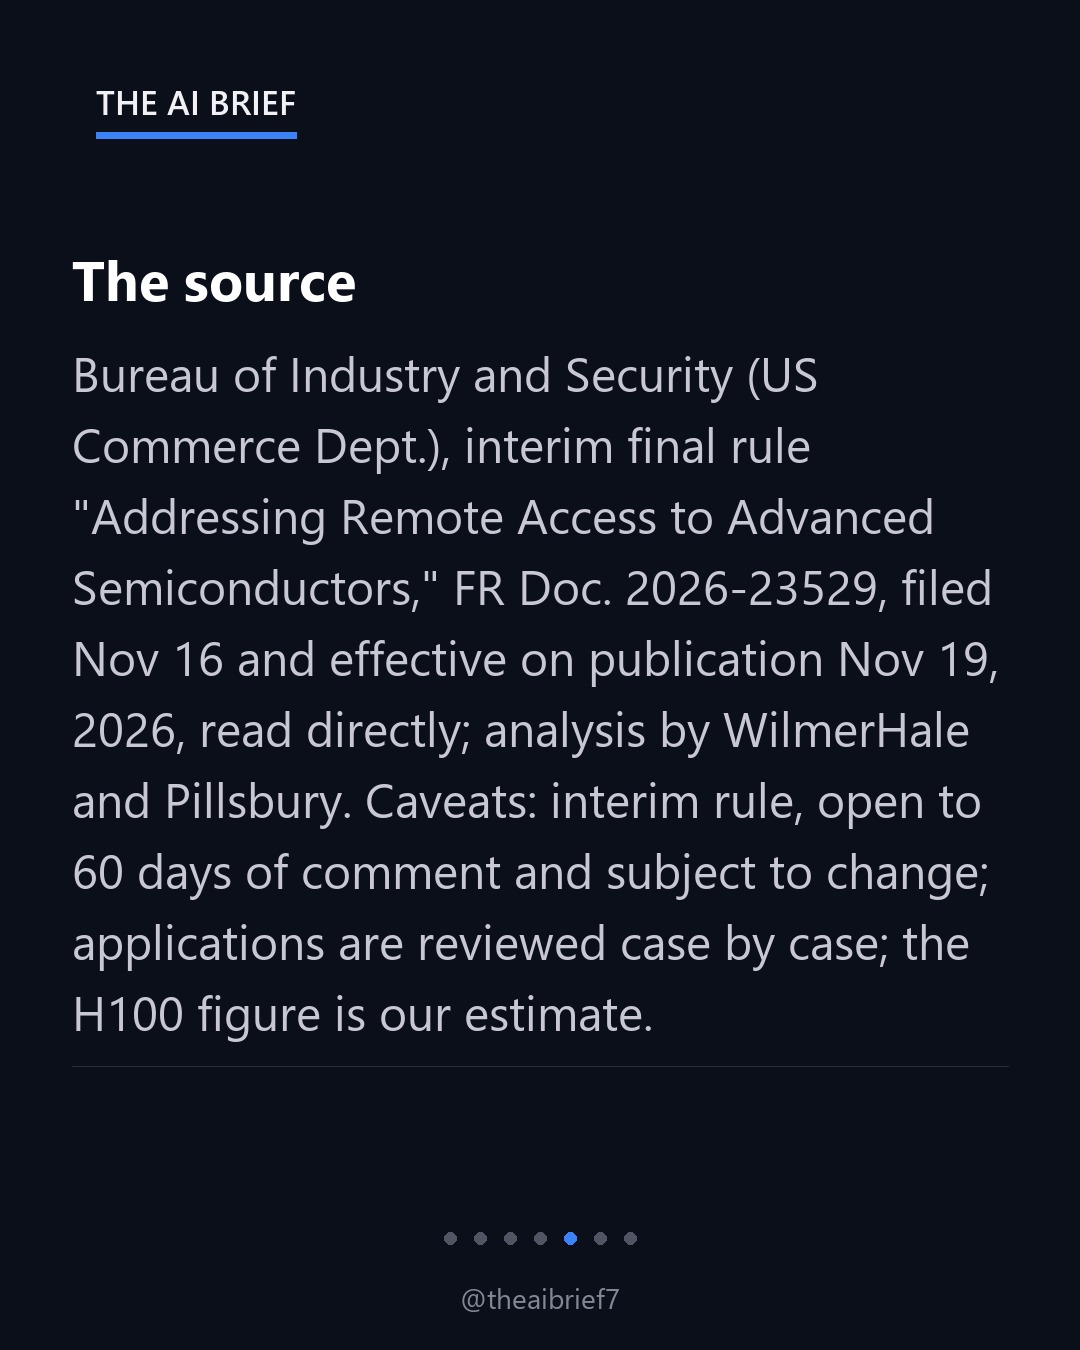 THE AI BRIEF
The source
Bureau of Industry and Security (US
Commerce Dept.), interim final rule
"Addressing Remote Access to Advanced
Semiconductors," FR Doc. 2026-23529, filed
Nov 16 and effective on publication Nov 19,
2026, read directly; analysis by WilmerHale
and Pillsbury. Caveats: interim rule, open to
60 days of comment and subject to change;
applications are reviewed case by case; the
H100 figure is our estimate.
@theaibrief7